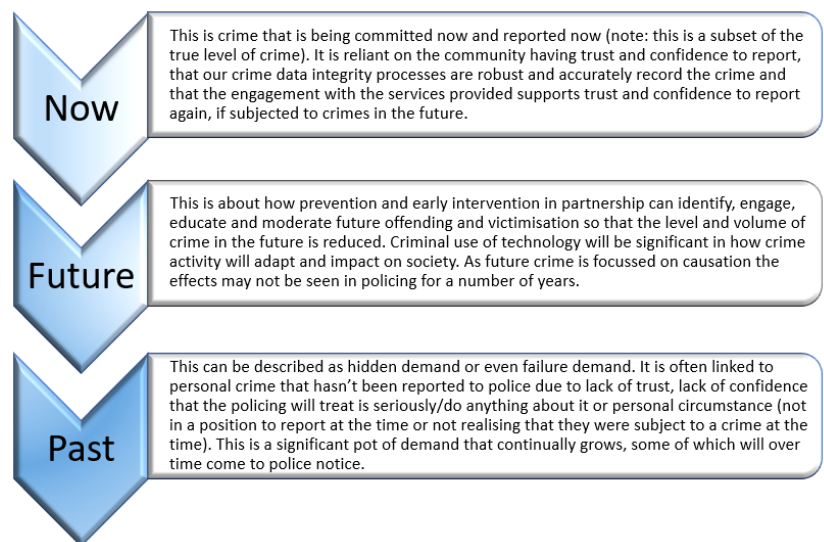 Now
This is crime that is being committed now and reported now (note: this is a subset of the
true level of crime). It is reliant on the community having trust and confidence to report,
that our crime data integrity processes are robust and accurately record the crime and
that the engagement with the services provided supports trust and confidence to report
again, if subjected to crimes in the future.
Future
This is about how prevention and early intervention in partnership can identify, engage,
educate and moderate future offending and victimisation so that the level and volume of
crime in the future is reduced. Criminal use of technology will be significant in how crime
activity will adapt and impact on society. As future crime is focussed on causation the
effects may not be seen in policing for a number of years.
Past
This can be described as hidden demand or even failure demand. It is often linked to
personal crime that hasn't been reported to police due to lack of trust, lack of confidence
that the policing will treat is seriously/do anything about it or personal circumstance (not
in a position to report at the time or not realising that they were subject to a crime at the
time). This is a significant pot of demand that continually grows, some of which will over
time come to police notice.